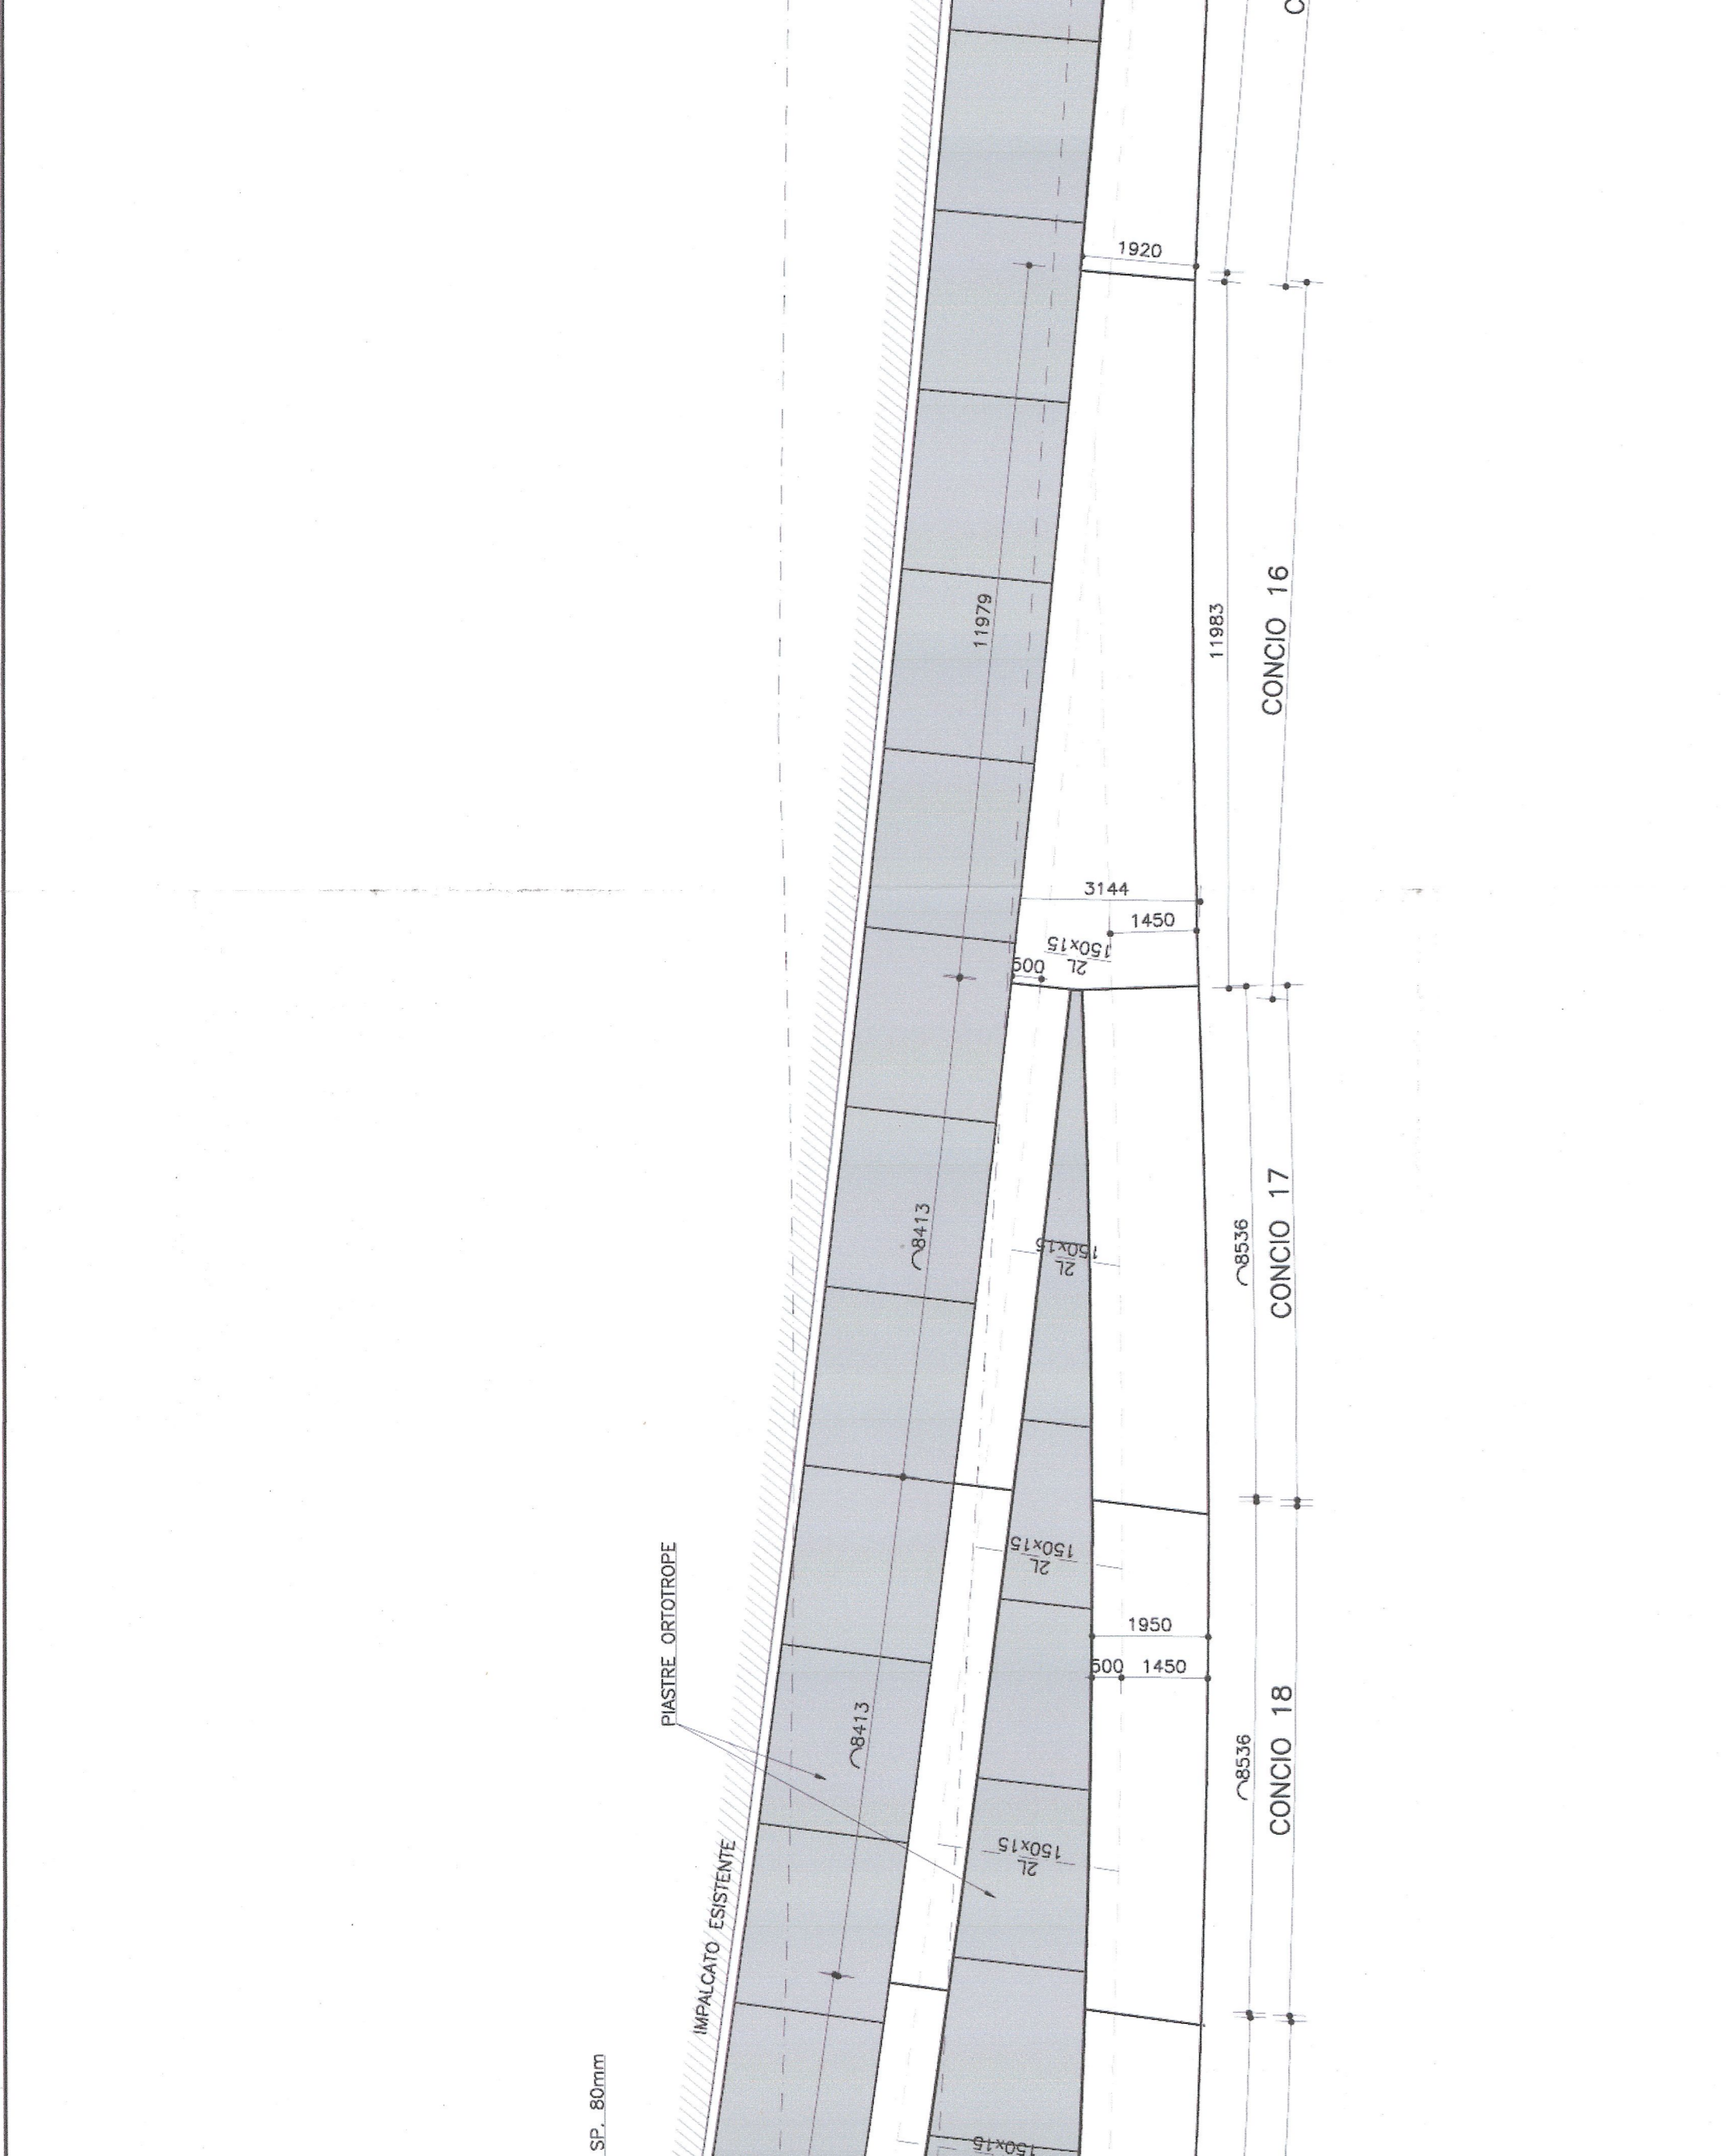 C
1920
11979
11983
CONCIO 16
3144
1450
2L
150x15
500
8413
2L
150x15
8536
CONCIO 17
2L
150x15
1950
500
1450
PIASTRE ORTOTROPE
8413
8536
CONCIO 18
2L
150x15
IMPALCATO ESISTENTE
SP. 80mm
150x15